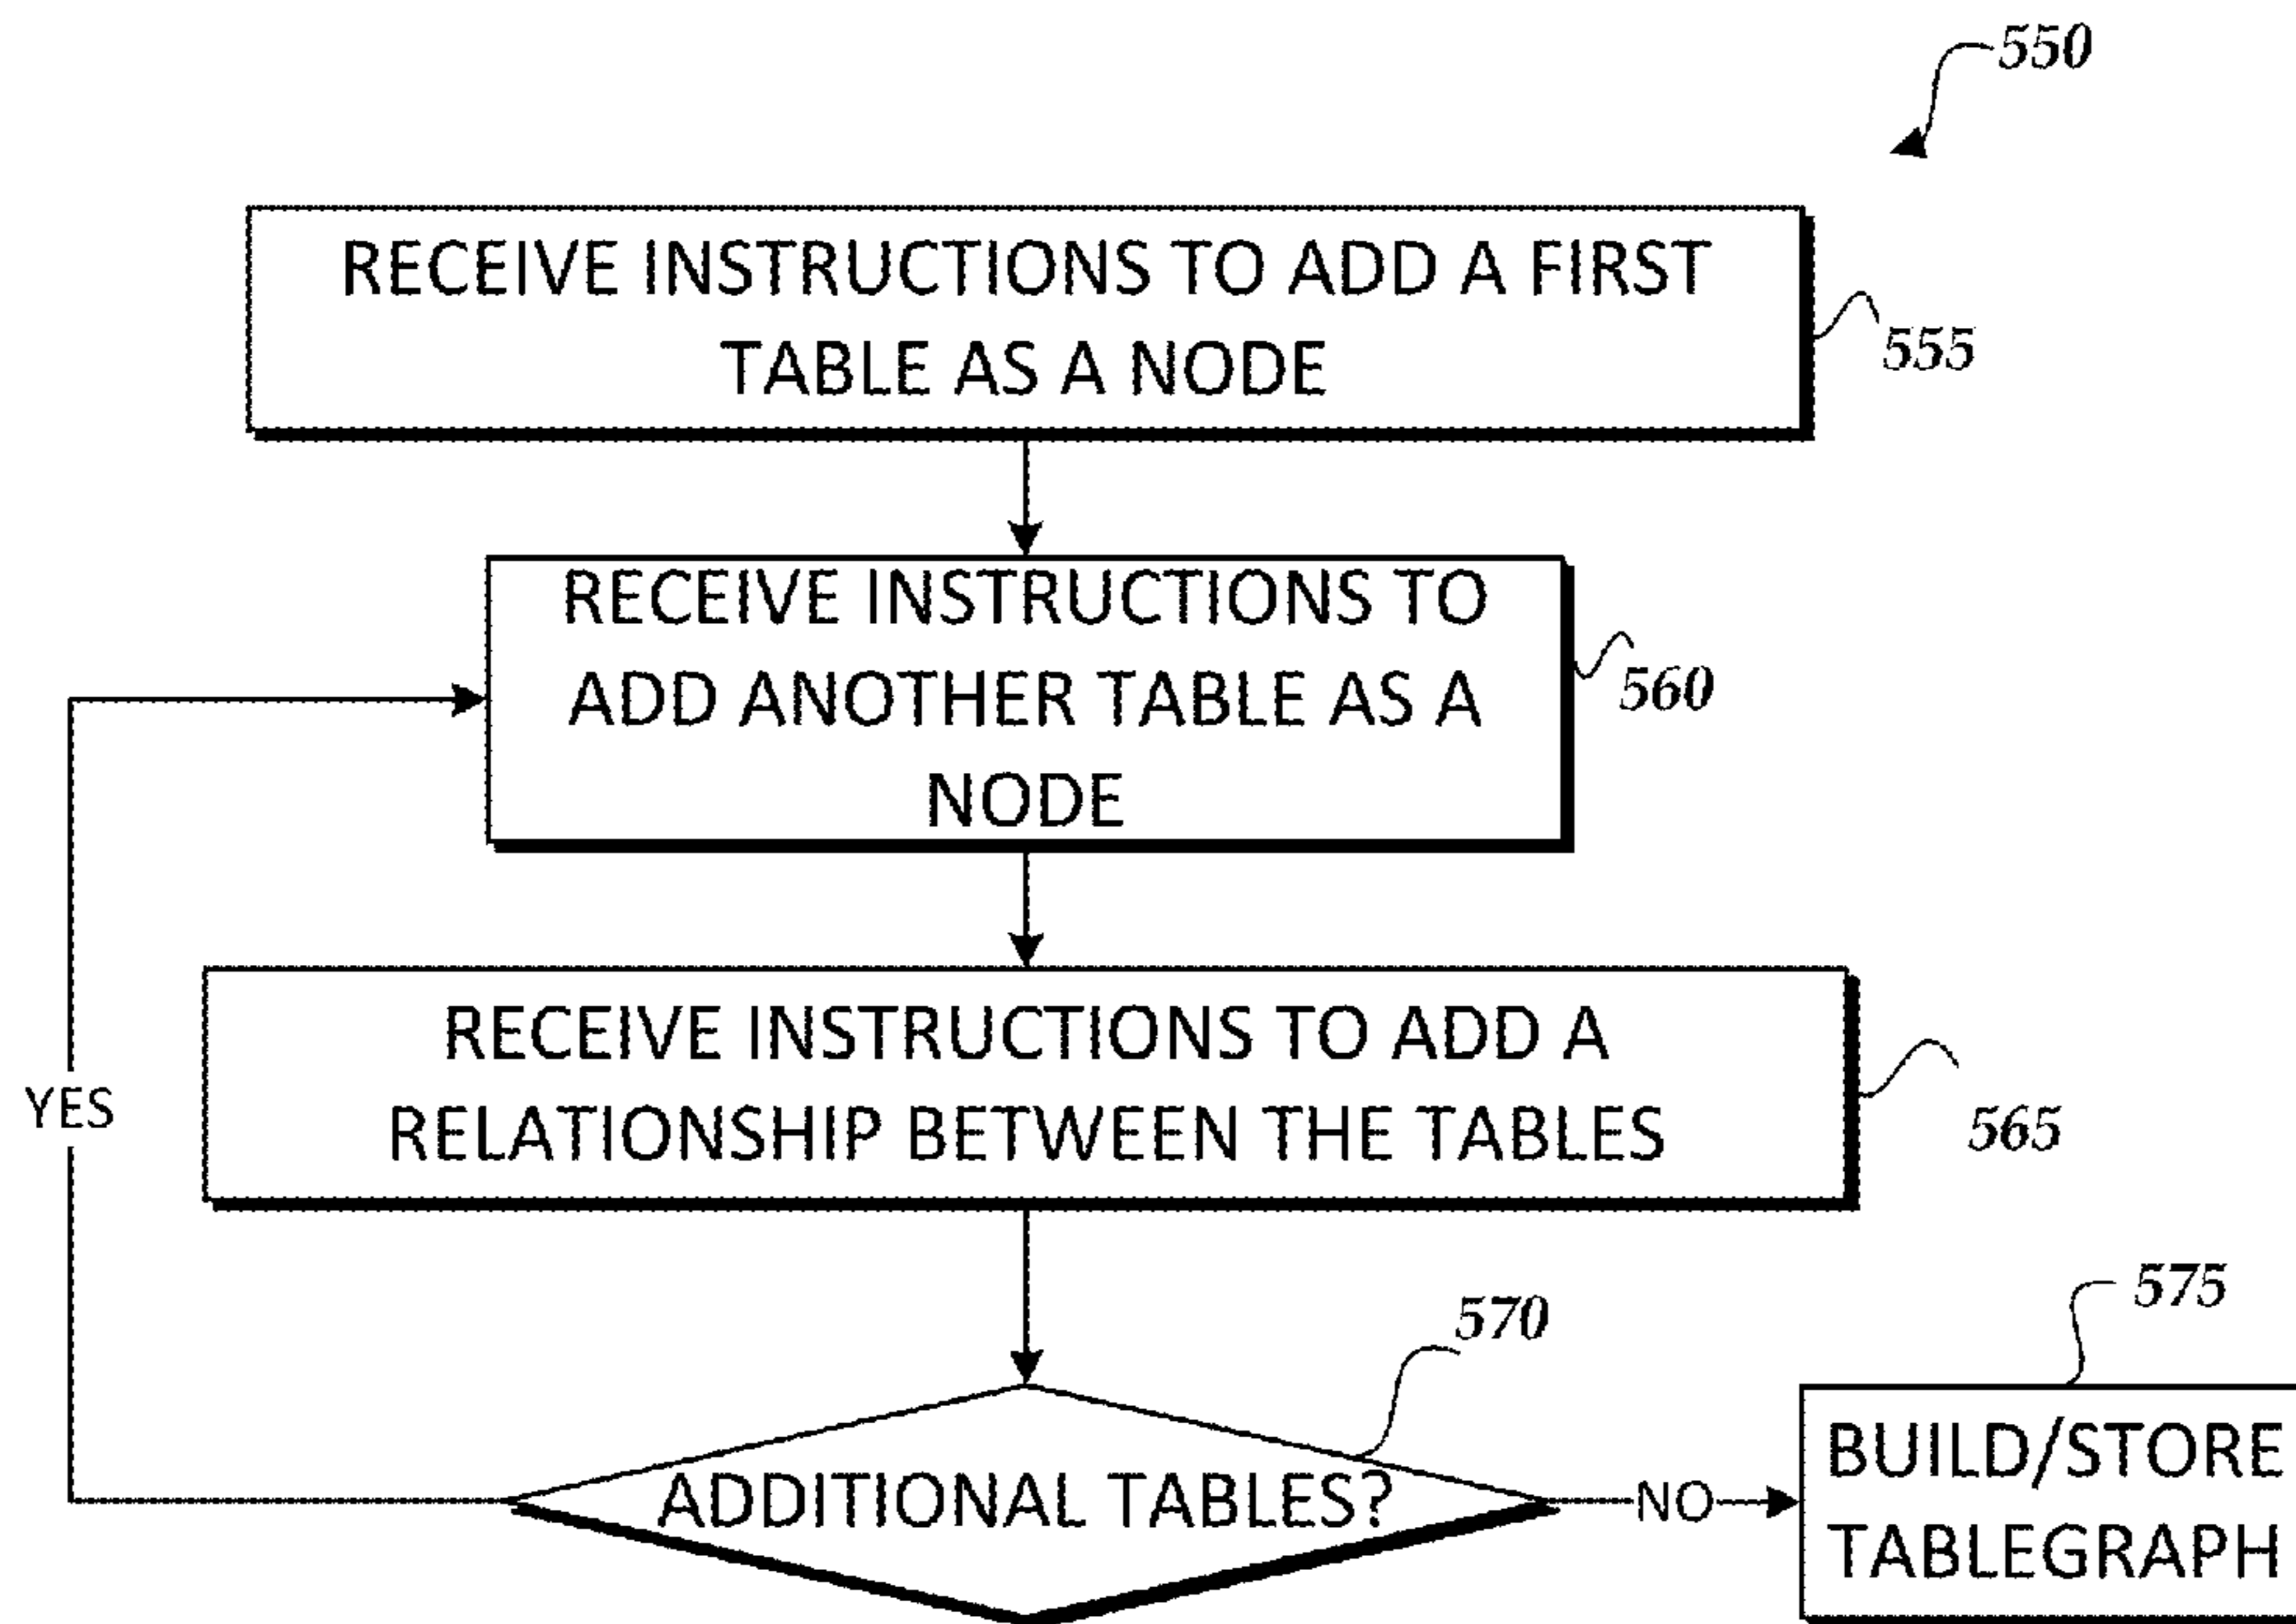 550
RECEIVE INSTRUCTIONS TO ADD A FIRST
TABLE AS A NODE
555
RECEIVE INSTRUCTIONS TO
ADD ANOTHER TABLE AS A
NODE
560
RECEIVE INSTRUCTIONS TO ADD A
RELATIONSHIP BETWEEN THE TABLES
565
YES
570
ADDITIONAL TABLES?
NO
575
BUILD/STORE
TABLEGRAPH